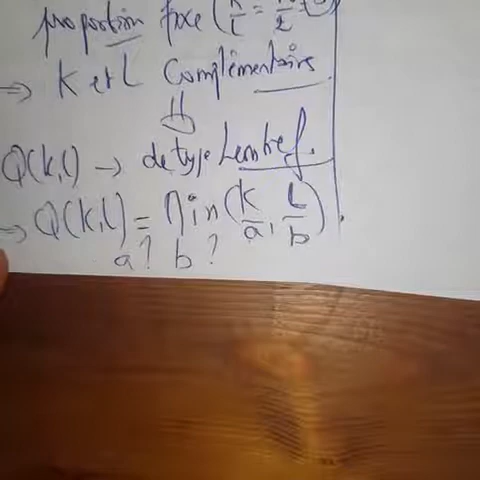 proportion fixe (K/L =
→ K et L Complémentaires
⇓
Q(K,L) → de type Leontief.
→ Q(K,L) = Min (K/a, L/b).
a? b?